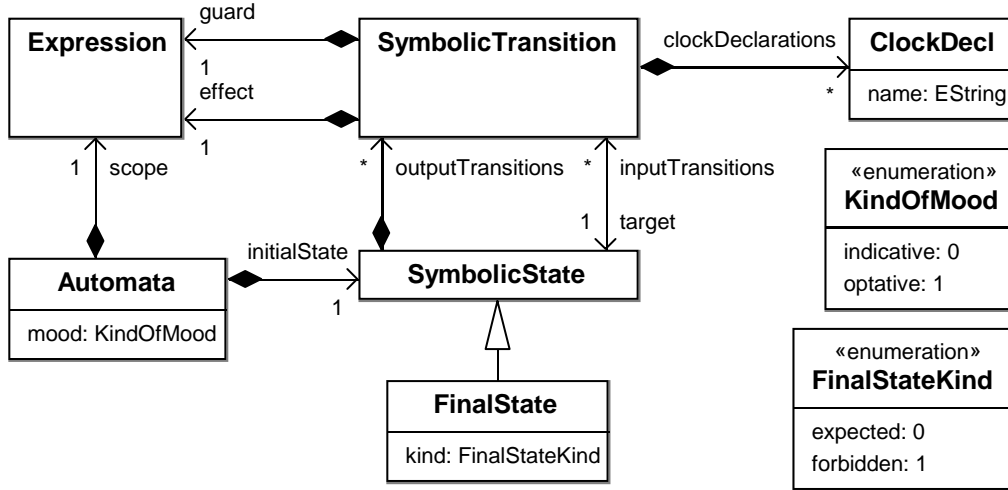 guard
Expression
SymbolicTransition
clockDeclarations
ClockDecl
1
effect
*
name: EString
1
1
scope
*
outputTransitions
*
inputTransitions
«enumeration»
KindOfMood
indicative: 0
optative: 1
1
target
initialState
Automata
SymbolicState
1
mood: KindOfMood
«enumeration»
FinalStateKind
expected: 0
forbidden: 1
FinalState
kind: FinalStateKind